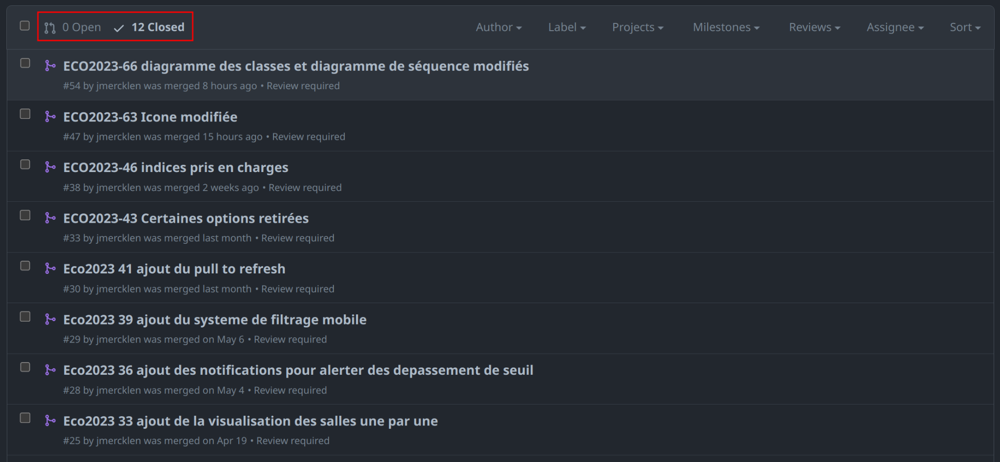 0 Open 12 Closed Author Label Projects Milestones Reviews Assignee Sort
ECO2023-66 diagramme des classes et diagramme de séquence modifiés
#54 by jmercklen was merged 8 hours ago • Review required
ECO2023-63 Icone modifiée
#47 by jmercklen was merged 15 hours ago • Review required
ECO2023-46 indices pris en charges
#38 by jmercklen was merged 2 weeks ago • Review required
ECO2023-43 Certaines options retirées
#33 by jmercklen was merged last month • Review required
Eco2023 41 ajout du pull to refresh
#30 by jmercklen was merged last month • Review required
Eco2023 39 ajout du systeme de filtrage mobile
#29 by jmercklen was merged on May 6 • Review required
Eco2023 36 ajout des notifications pour alerter des depassement de seuil
#28 by jmercklen was merged on May 4 • Review required
Eco2023 33 ajout de la visualisation des salles une par une
#25 by jmercklen was merged on Apr 19 • Review required